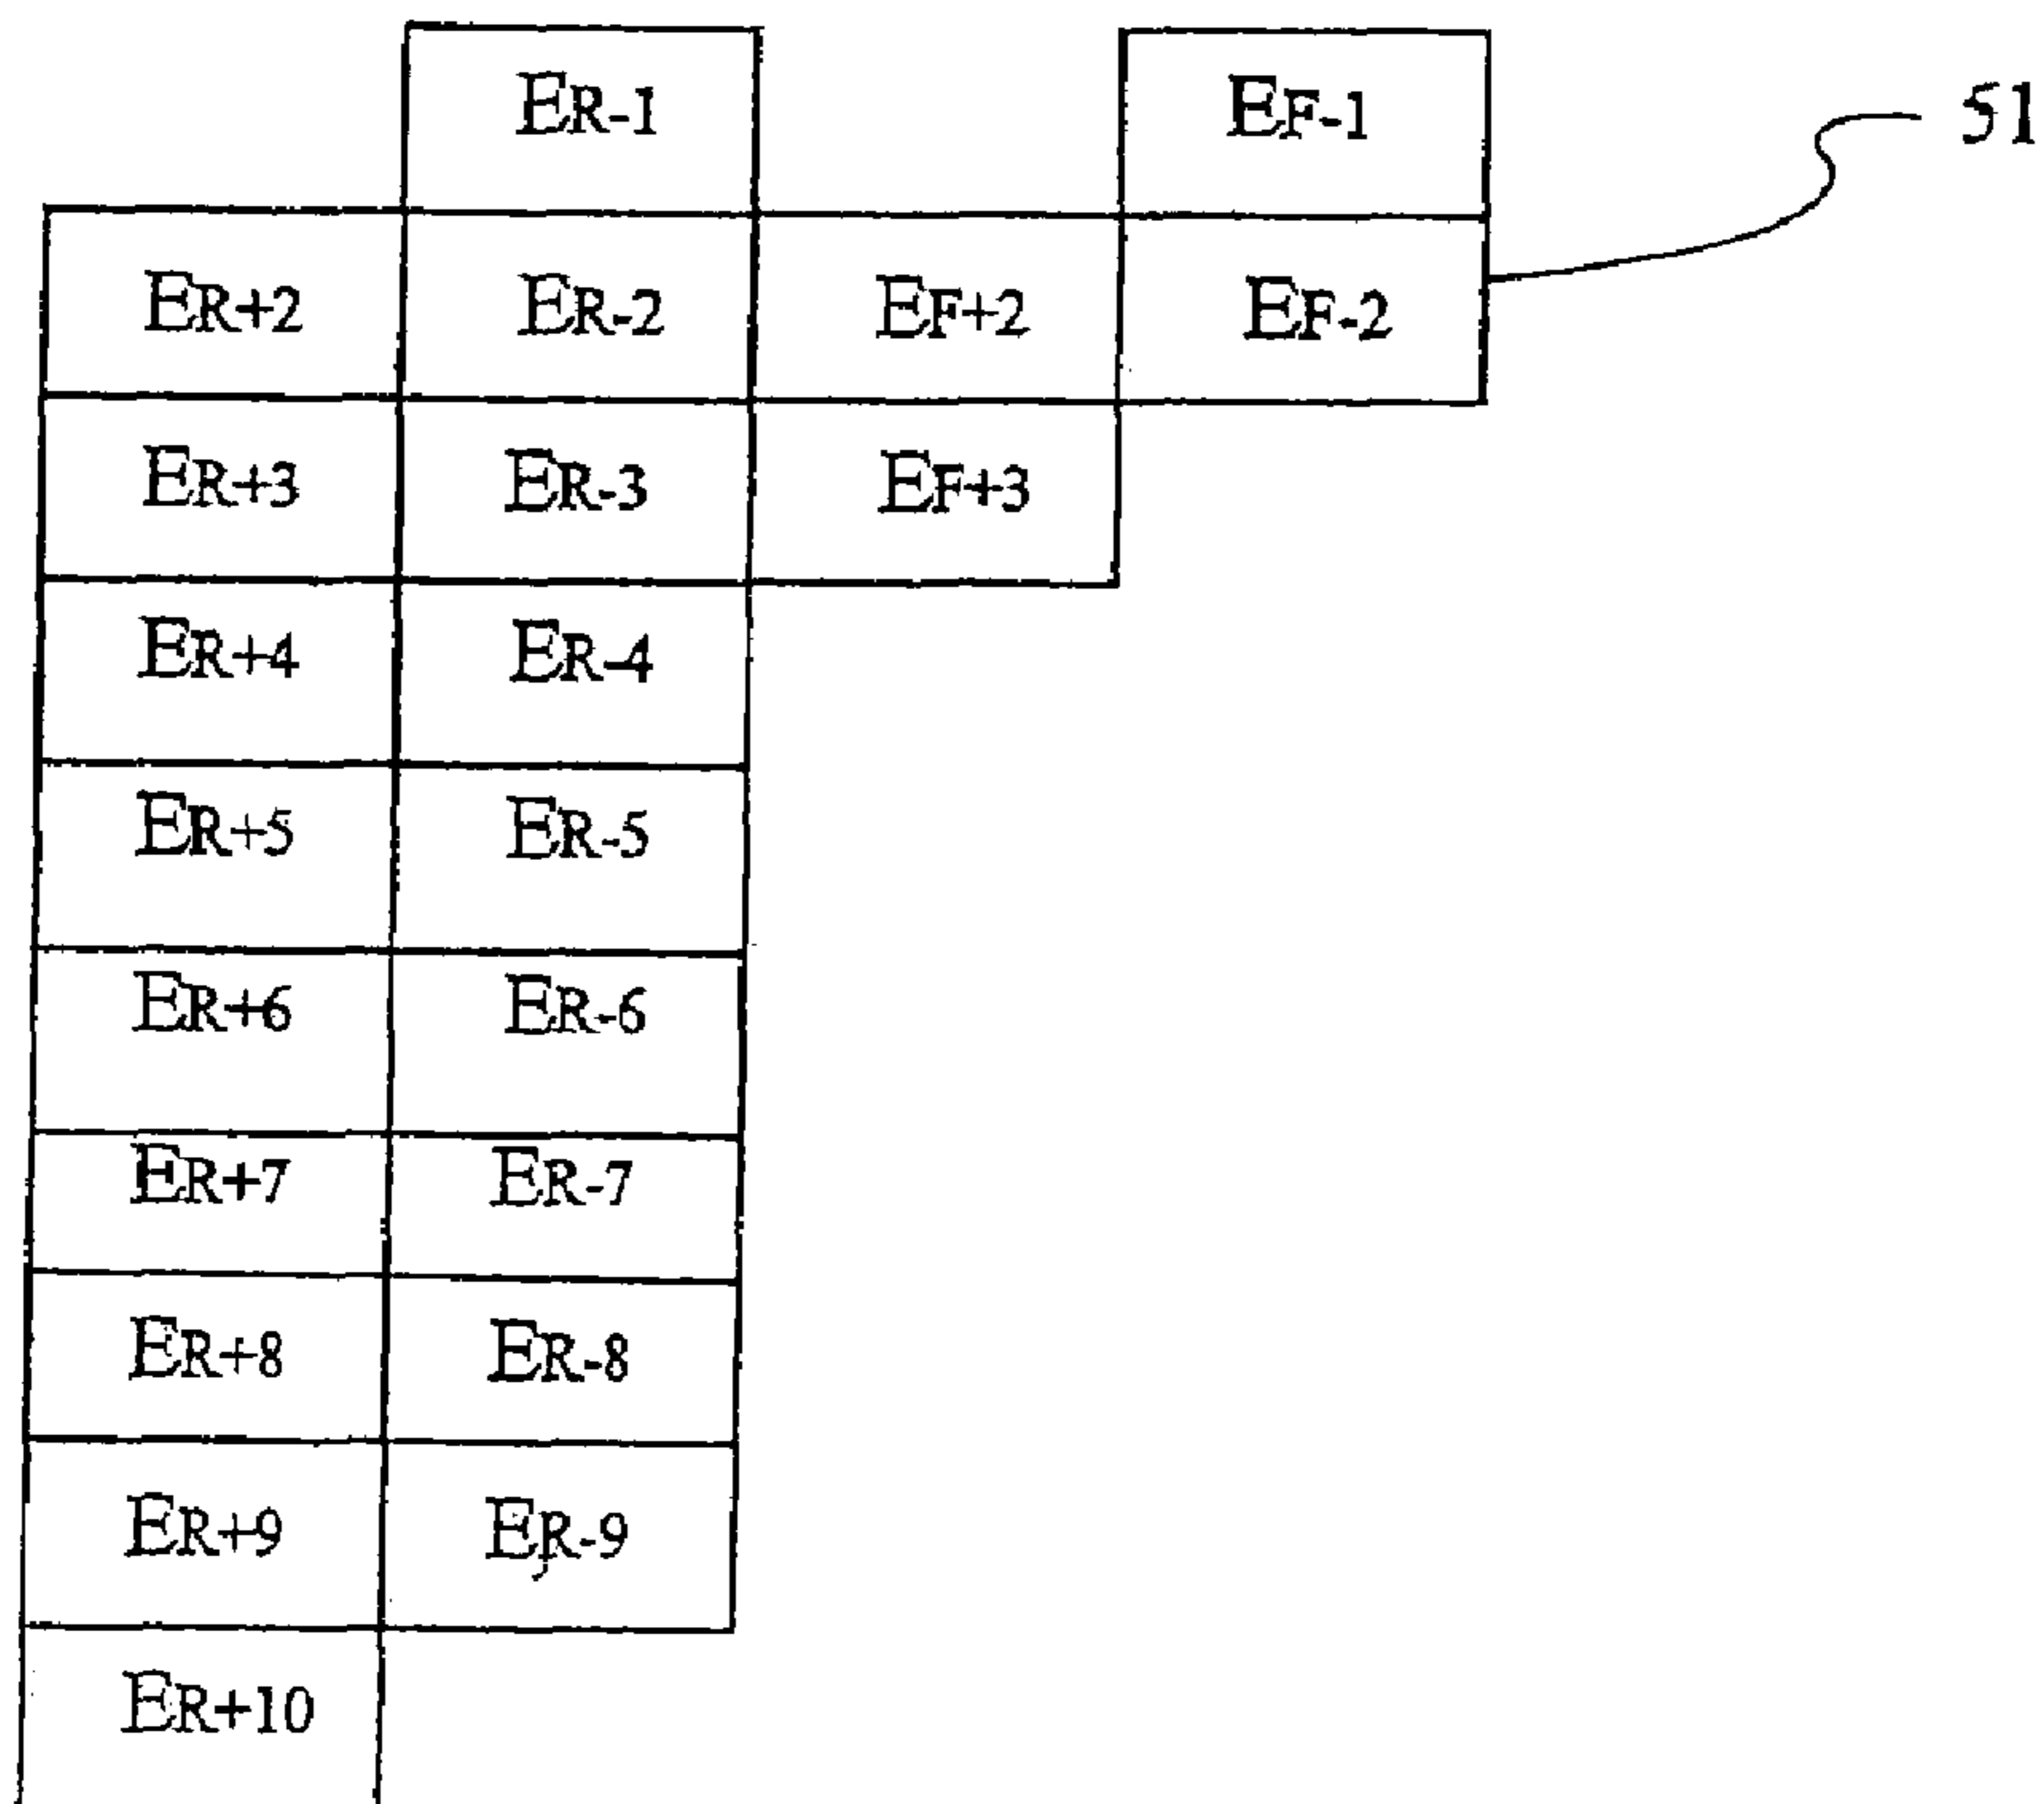 ER-1 EF-1 51
ER+2 ER-2 EF+2 EF-2
ER+3 ER-3 EF+3
ER+4 ER-4
ER+5 ER-5
ER+6 ER-6
ER+7 ER-7
ER+8 ER-8
ER+9 ER-9
ER+10